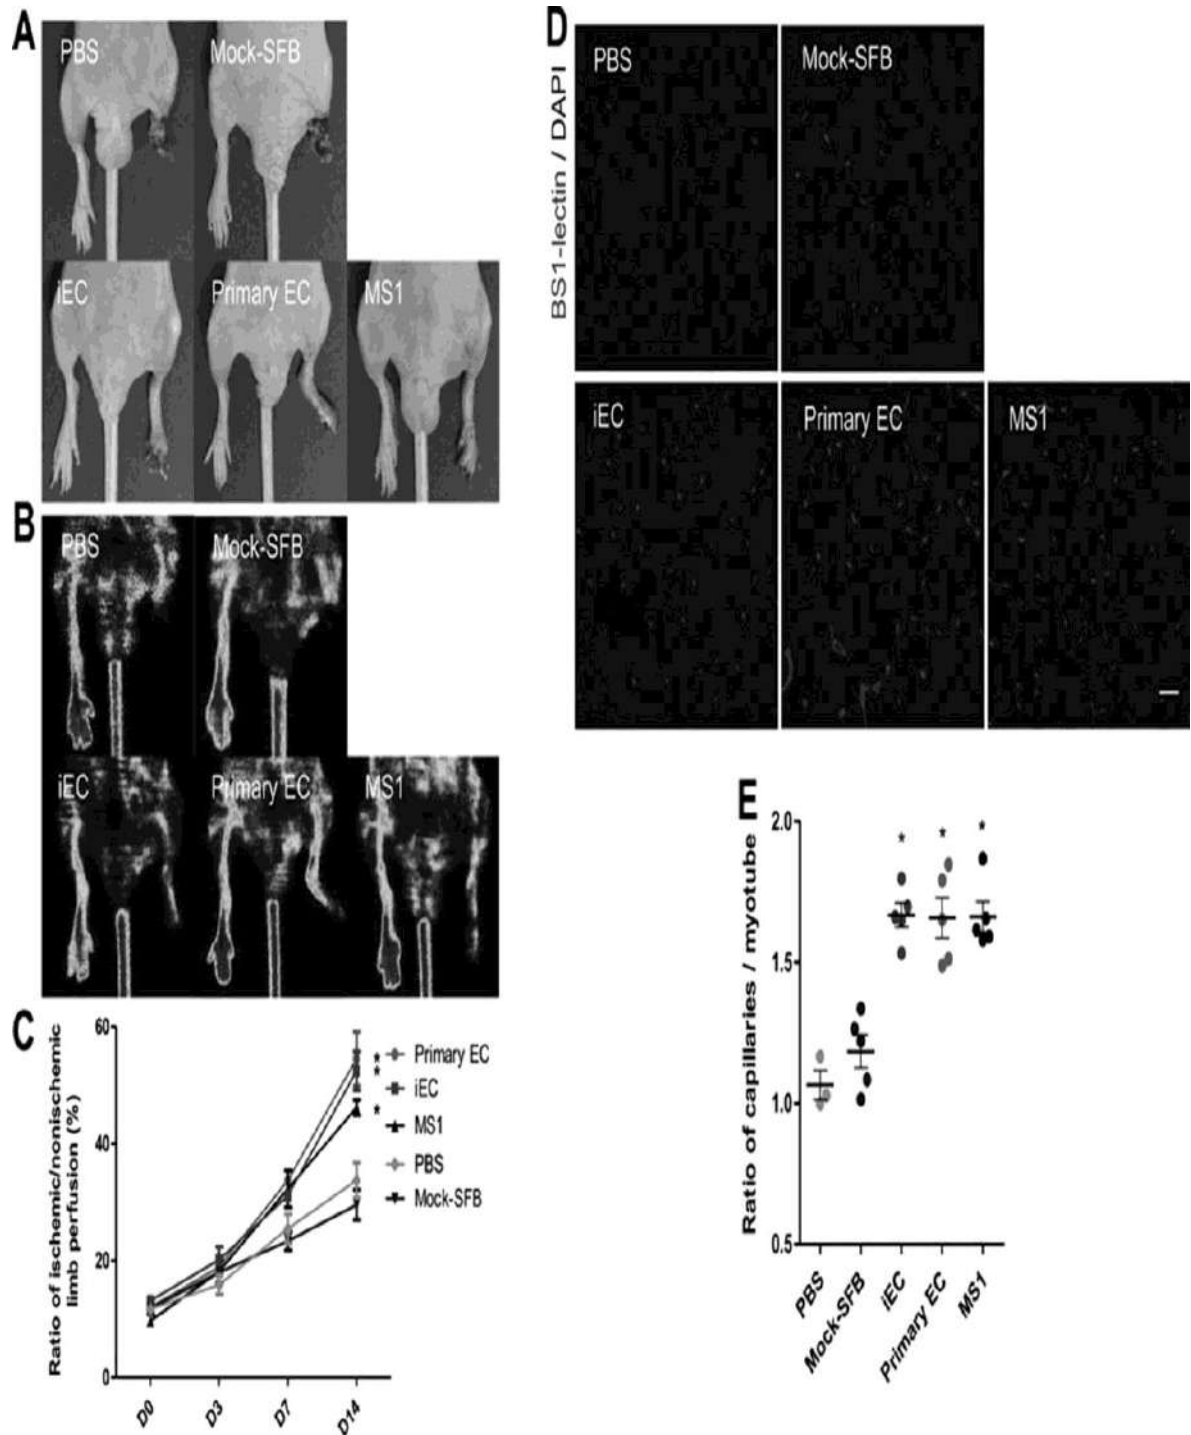 A
PBS
Mock-SFB
iEC
Primary EC
MS1
B
PBS
Mock-SFB
iEC
Primary EC
MS1
C
Ratio of ischemic/nonischemic
limb perfusion (%)
60
40
20
0
D0
D3
D7
D14
*
*
*
Primary EC
iEC
MS1
PBS
Mock-SFB
D
BS1-lectin / DAPI
PBS
Mock-SFB
iEC
Primary EC
MS1
E
Ratio of capillaries / myotube
2.0
1.5
1.0
0.5
* * *
PBS
Mock-SFB
iEC
Primary EC
MS1